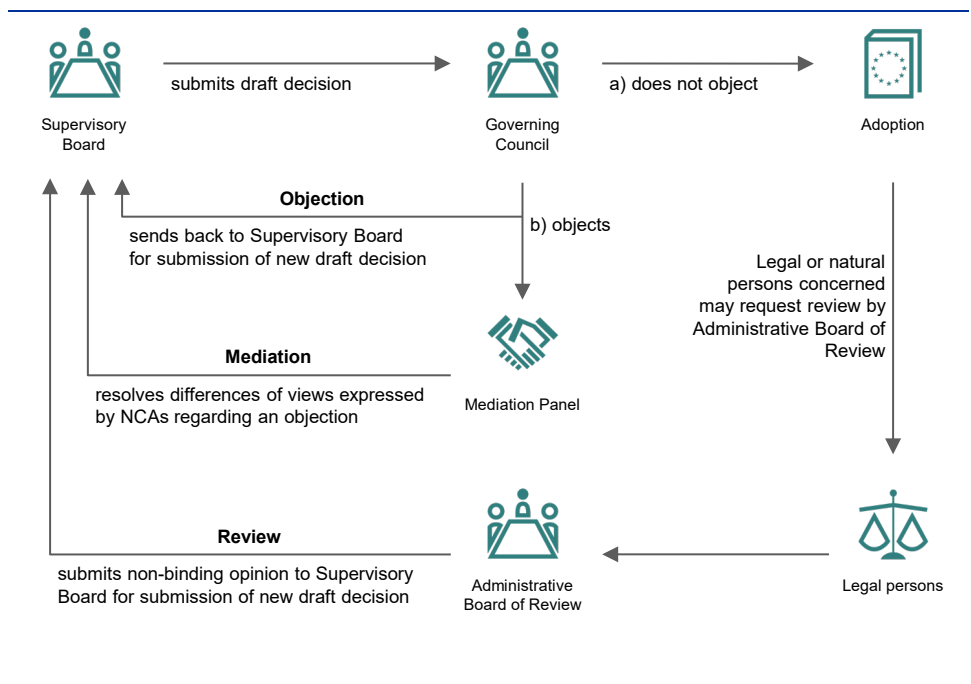 submits draft decision
a) does not object
Supervisory
Board
Governing
Council
Adoption
Objection
b) objects
sends back to Supervisory Board
for submission of new draft decision
Legal or natural
persons concerned
may request review by
Administrative Board of
Review
Mediation
resolves differences of views expressed
by NCAs regarding an objection
Mediation Panel
Review
submits non-binding opinion to Supervisory
Board for submission of new draft decision
Administrative
Board of Review
Legal persons